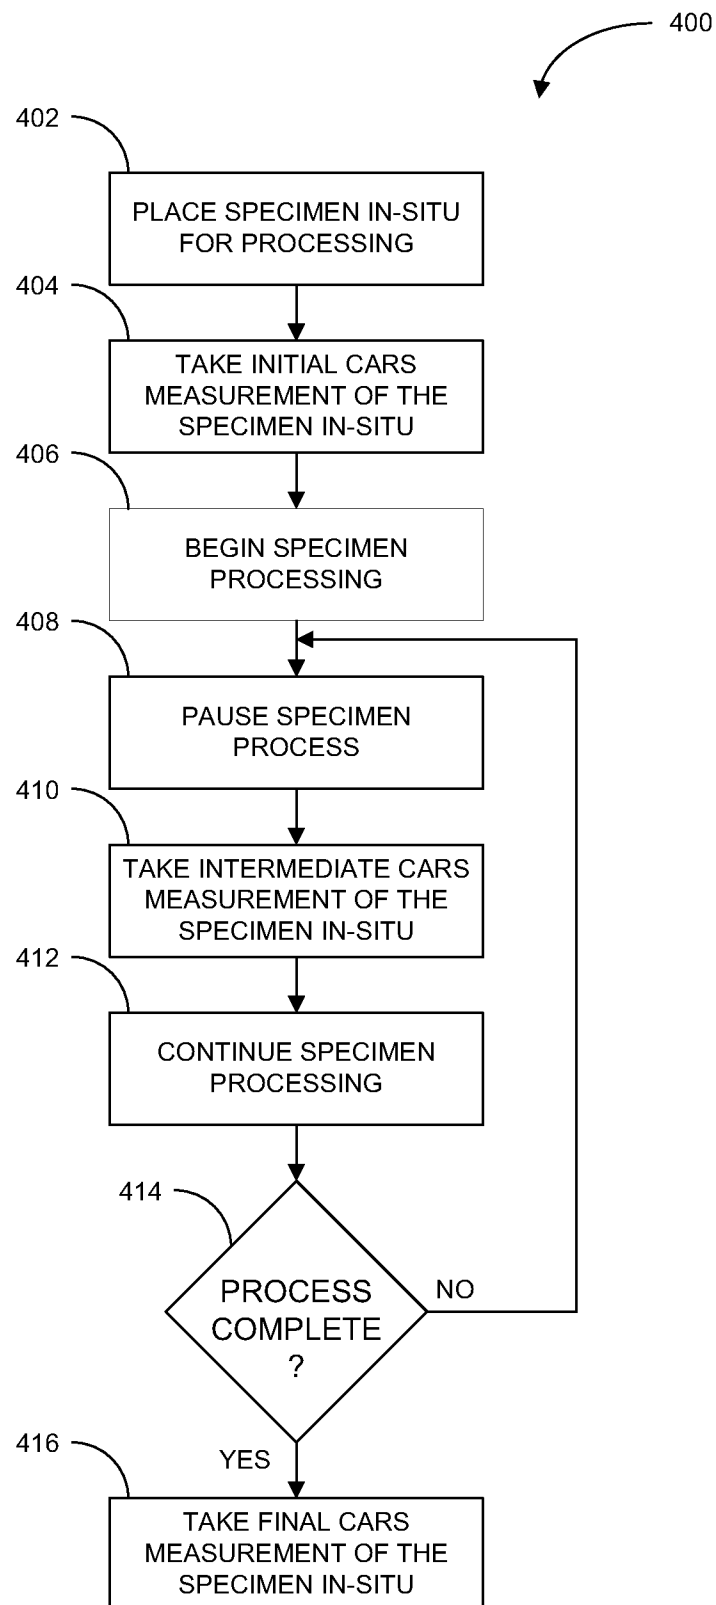 400
402
PLACE SPECIMEN IN-SITU
FOR PROCESSING
404
TAKE INITIAL CARS
MEASUREMENT OF THE
SPECIMEN IN-SITU
406
BEGIN SPECIMEN
PROCESSING
408
PAUSE SPECIMEN
PROCESS
410
TAKE INTERMEDIATE CARS
MEASUREMENT OF THE
SPECIMEN IN-SITU
412
CONTINUE SPECIMEN
PROCESSING
414
PROCESS
COMPLETE
?
NO
YES
416
TAKE FINAL CARS
MEASUREMENT OF THE
SPECIMEN IN-SITU